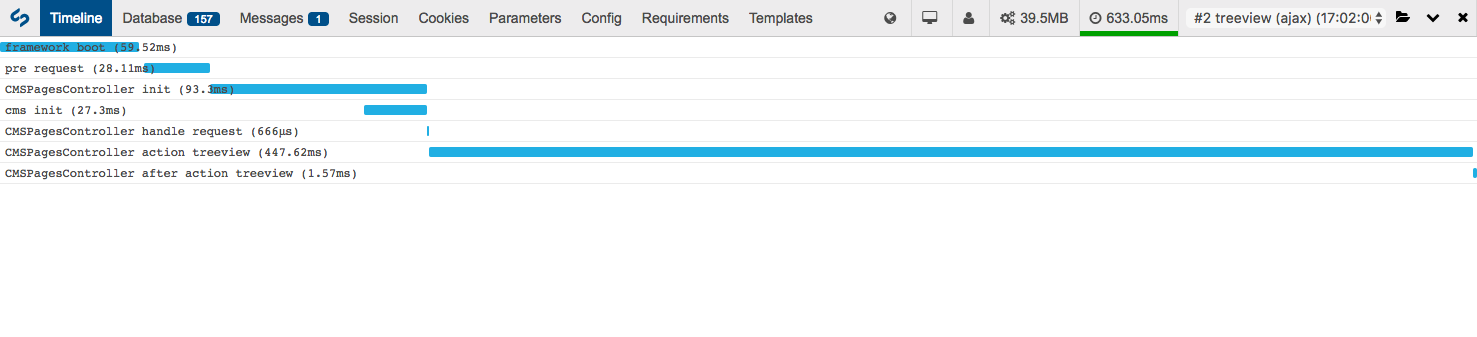 Timeline Database 157 Messages 1 Session Cookies Parameters Config Requirements Templates 39.5MB 633.05ms #2 treeview (ajax) (17:02:0
framework boot (59.52ms)
pre request (28.11ms)
CMSPagesController init (93.3ms)
cms init (27.3ms)
CMSPagesController handle request (666µs)
CMSPagesController action treeview (447.62ms)
CMSPagesController after action treeview (1.57ms)